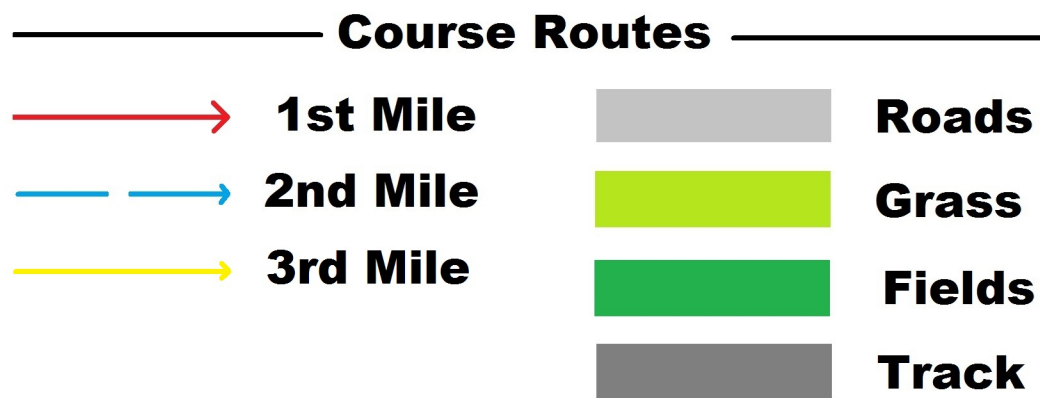 Course Routes
1st Mile
Roads
2nd Mile
Grass
3rd Mile
Fields
Track